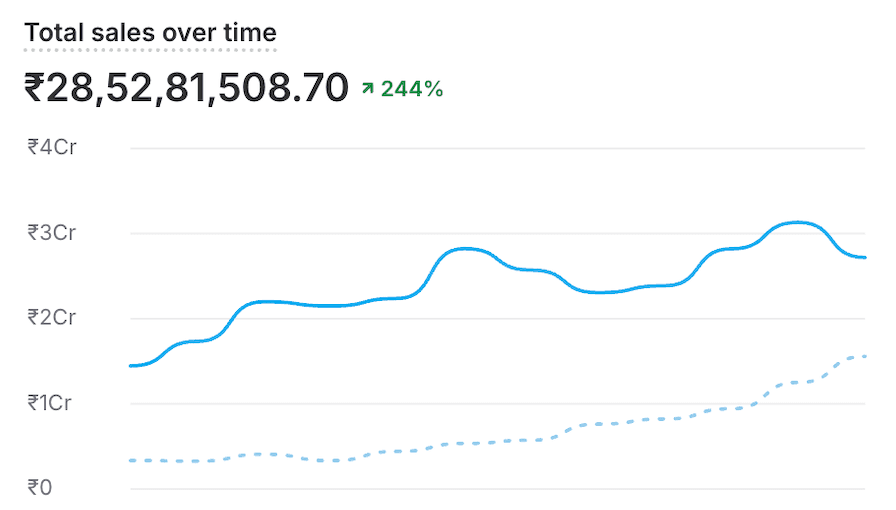 Total sales over time
₹28,52,81,508.70 ↗ 244%
₹4Cr
₹3Cr
₹2Cr
₹1Cr
₹0